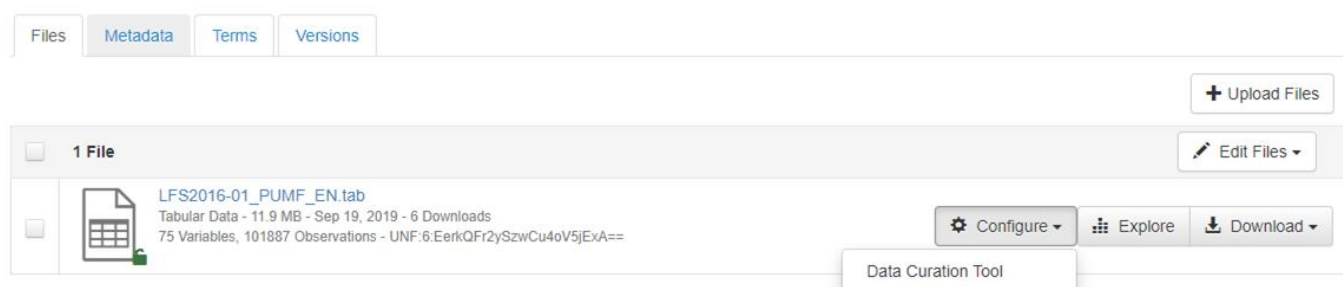 Files Metadata Terms Versions
+ Upload Files
1 File Edit Files
LFS2016-01_PUMF_EN.tab
Tabular Data - 11.9 MB - Sep 19, 2019 - 6 Downloads
75 Variables, 101887 Observations - UNF:6:EerkQFr2ySzwCu4oV5jExA==
Configure Explore Download
Data Curation Tool